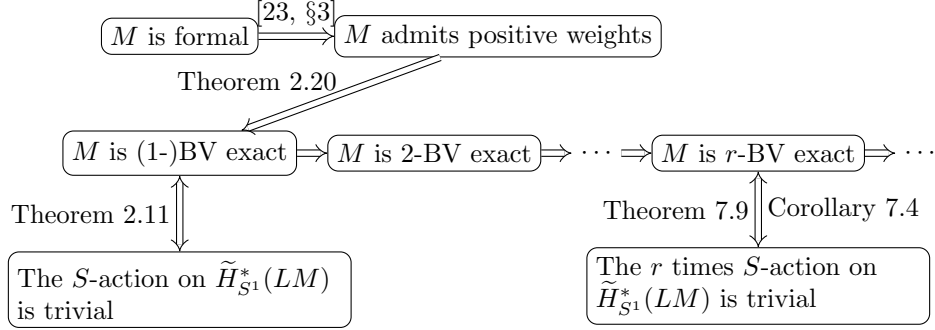 [23, §3]
M is formal
M admits positive weights
Theorem 2.20
M is (1-)BV exact
M is 2-BV exact
⋯
M is r-BV exact
⋯
Theorem 2.11
Theorem 7.9
Corollary 7.4
The S-action on H̃*_{S¹}(LM)
is trivial
The r times S-action on
H̃*_{S¹}(LM) is trivial